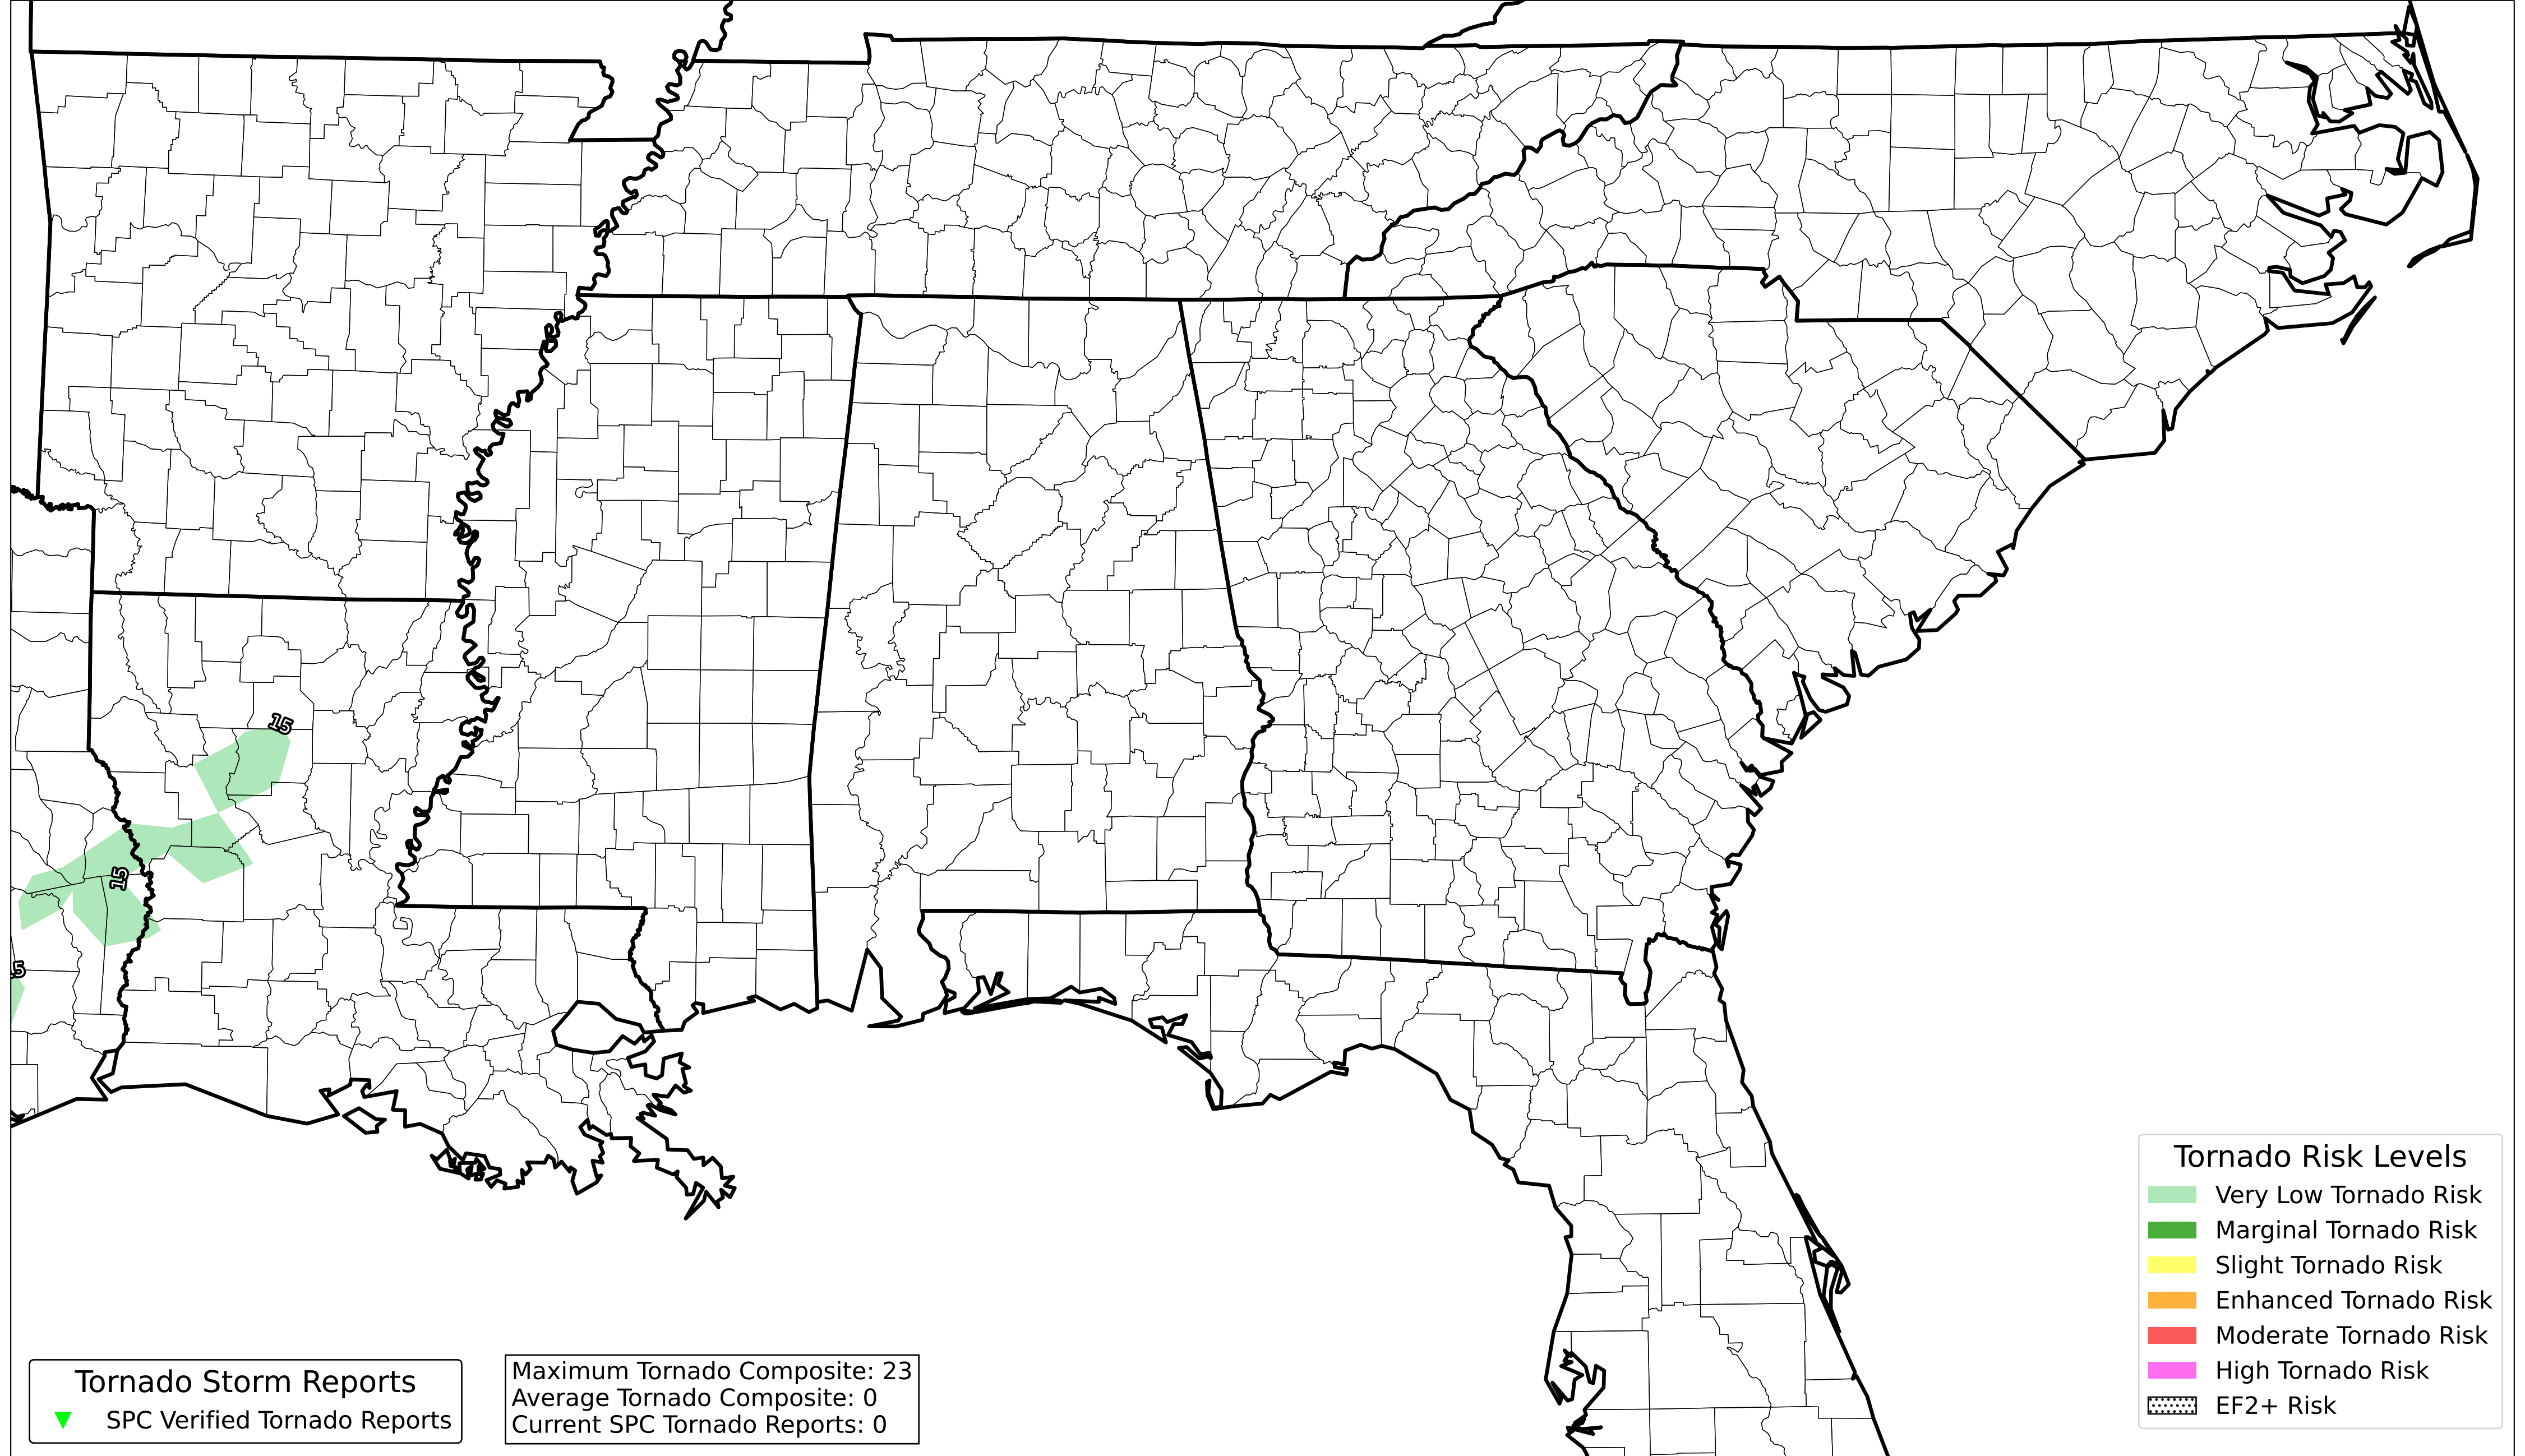 15
15
5
Tornado Risk Levels
Very Low Tornado Risk
Marginal Tornado Risk
Slight Tornado Risk
Enhanced Tornado Risk
Moderate Tornado Risk
High Tornado Risk
EF2+ Risk
Tornado Storm Reports
SPC Verified Tornado Reports
Maximum Tornado Composite: 23
Average Tornado Composite: 0
Current SPC Tornado Reports: 0